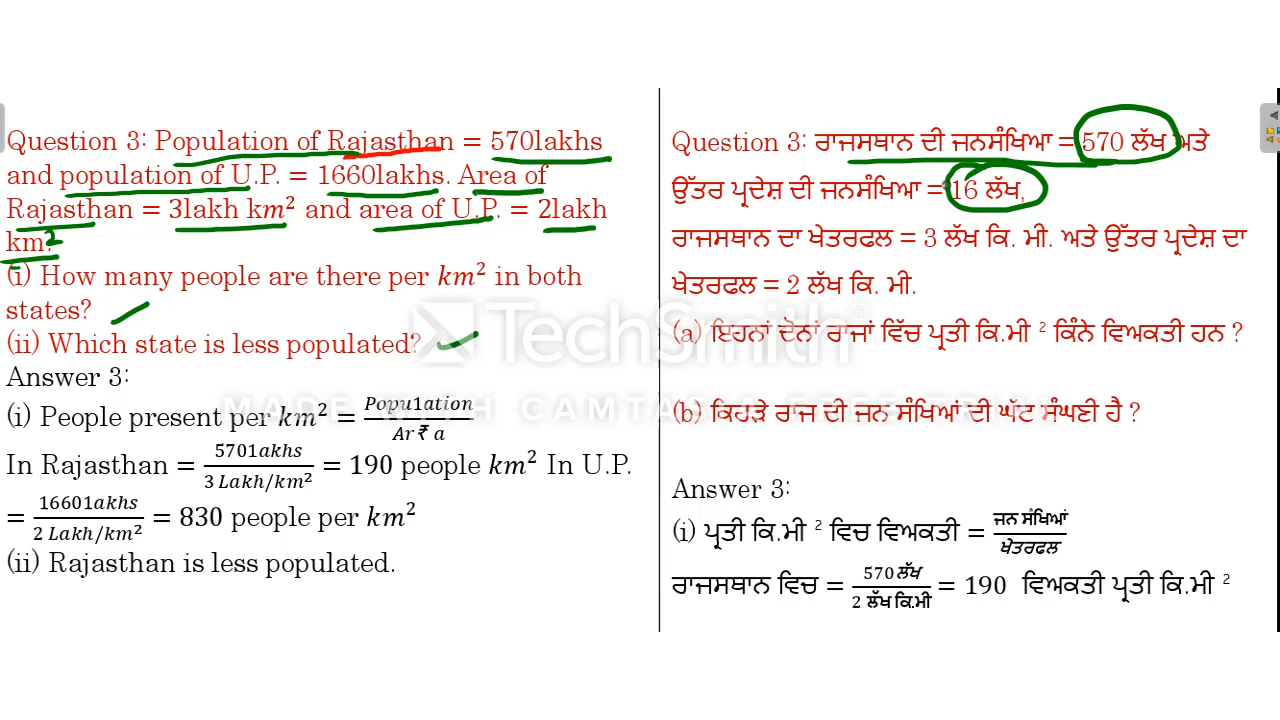 Question 3: Population of Rajasthan = 570lakhs
and population of U.P. = 1660lakhs. Area of
Rajasthan = 3lakh km² and area of U.P. = 2lakh
km².
(i) How many people are there per km² in both
states?
(ii) Which state is less populated?
Answer 3:
(i) People present per km² = Popu1ation / Ar₹a
In Rajasthan = 5701akhs / 3 Lakh/km² = 190 people km² In U.P.
= 16601akhs / 2 Lakh/km² = 830 people per km²
(ii) Rajasthan is less populated.
Question 3: ਰਾਜਸਥਾਨ ਦੀ ਜਨਸੰਖਿਆ = 570 ਲੱਖ ਅਤੇ
ਉੱਤਰ ਪ੍ਰਦੇਸ਼ ਦੀ ਜਨਸੰਖਿਆ = 16 ਲੱਖ,
ਰਾਜਸਥਾਨ ਦਾ ਖੇਤਰਫਲ = 3 ਲੱਖ ਕਿ. ਮੀ. ਅਤੇ ਉੱਤਰ ਪ੍ਰਦੇਸ਼ ਦਾ
ਖੇਤਰਫਲ = 2 ਲੱਖ ਕਿ. ਮੀ.
(a) ਇਹਨਾਂ ਦੋਨਾਂ ਰਾਜਾਂ ਵਿੱਚ ਪ੍ਰਤੀ ਕਿ.ਮੀ ² ਕਿੰਨੇ ਵਿਅਕਤੀ ਹਨ ?
(b) ਕਿਹੜੇ ਰਾਜ ਦੀ ਜਨ ਸੰਖਿਆਂ ਦੀ ਘੱਟ ਸੰਘਣੀ ਹੈ ?
Answer 3:
(i) ਪ੍ਰਤੀ ਕਿ.ਮੀ ² ਵਿਚ ਵਿਅਕਤੀ = ਜਨ ਸੰਖਿਆਂ / ਖੇਤਰਫਲ
ਰਾਜਸਥਾਨ ਵਿਚ = 570 ਲੱਖ / 2 ਲੱਖ ਕਿ.ਮੀ = 190 ਵਿਅਕਤੀ ਪ੍ਰਤੀ ਕਿ.ਮੀ ²
TechSmith
MADE WITH CAMTASIA FREE TRIAL